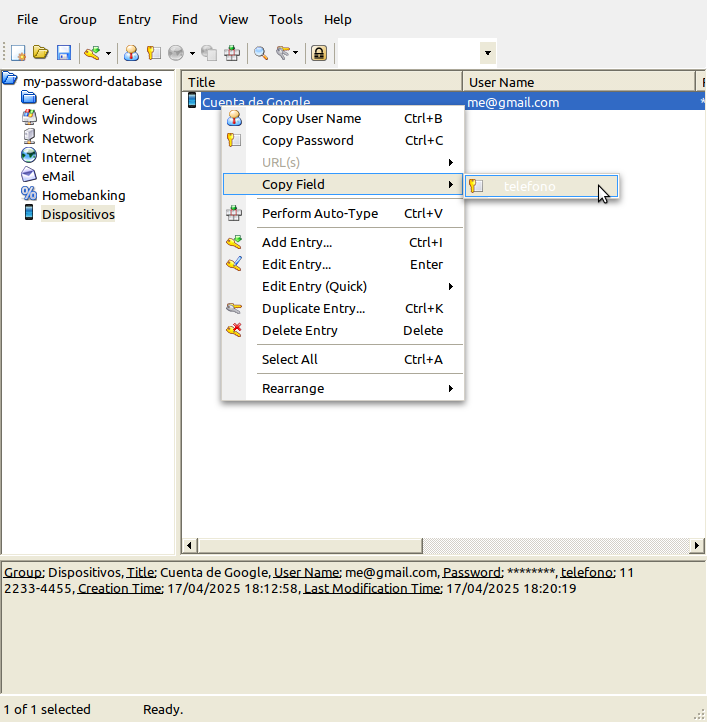 File Group Entry Find View Tools Help
my-password-database
General
Windows
Network
Internet
eMail
Homebanking
Dispositivos
Title User Name
Cuenta de Google me@gmail.com
Copy User Name Ctrl+B
Copy Password Ctrl+C
URL(s)
Copy Field
telefono
Perform Auto-Type Ctrl+V
Add Entry... Ctrl+I
Edit Entry... Enter
Edit Entry (Quick)
Duplicate Entry... Ctrl+K
Delete Entry Delete
Select All Ctrl+A
Rearrange
Group: Dispositivos, Title: Cuenta de Google, User Name: me@gmail.com, Password: ********, telefono: 11
2233-4455, Creation Time: 17/04/2025 18:12:58, Last Modification Time: 17/04/2025 18:20:19
1 of 1 selected Ready.